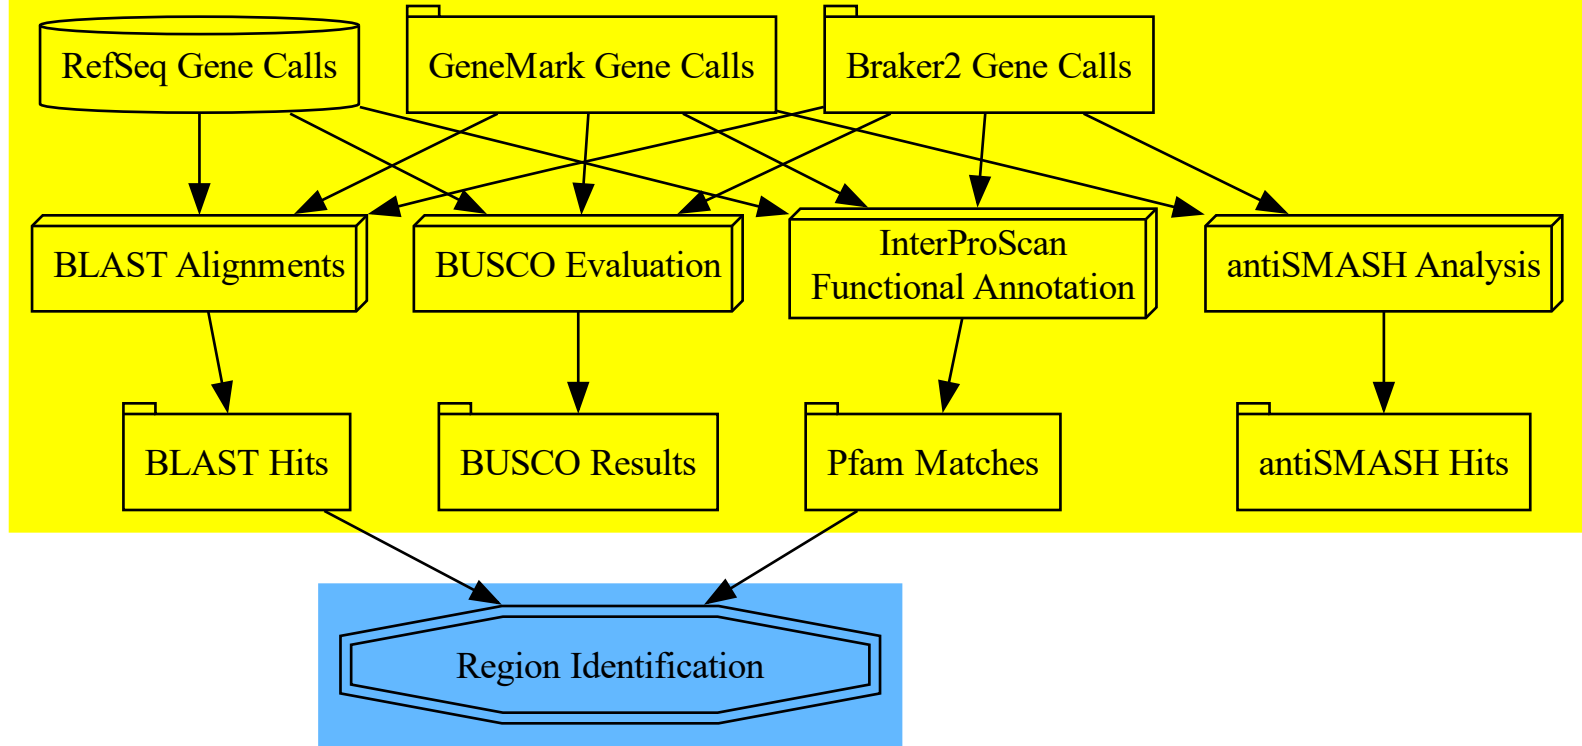 RefSeq Gene Calls
GeneMark Gene Calls
Braker2 Gene Calls
BLAST Alignments
BUSCO Evaluation
InterProScan
Functional Annotation
antiSMASH Analysis
BLAST Hits
BUSCO Results
Pfam Matches
antiSMASH Hits
Region Identification